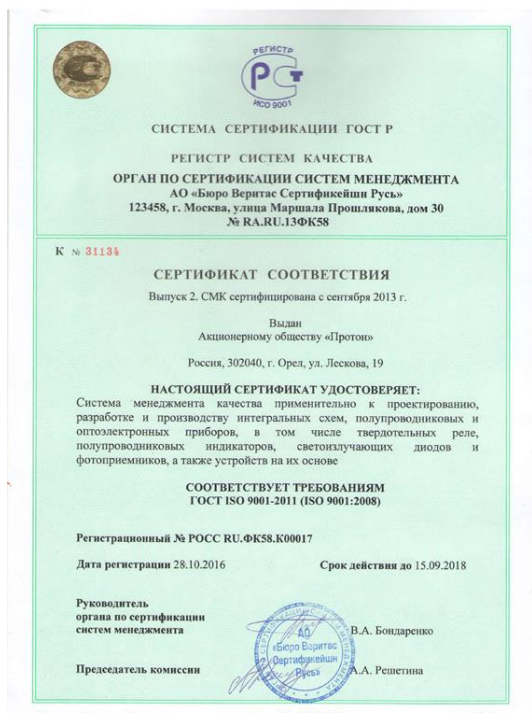 РЕГИСТР
РСТ
ИСО 9001
СИСТЕМА СЕРТИФИКАЦИИ ГОСТ Р
РЕГИСТР СИСТЕМ КАЧЕСТВА
ОРГАН ПО СЕРТИФИКАЦИИ СИСТЕМ МЕНЕДЖМЕНТА
АО «Бюро Веритас Сертификейшн Русь»
123458, г. Москва, улица Маршала Прошлякова, дом 30
№ RA.RU.13ФК58
К № 31134
СЕРТИФИКАТ СООТВЕТСТВИЯ
Выпуск 2. СМК сертифицирована с сентября 2013 г.
Выдан
Акционерному обществу «Протон»
Россия, 302040, г. Орел, ул. Лескова, 19
НАСТОЯЩИЙ СЕРТИФИКАТ УДОСТОВЕРЯЕТ:
Система менеджмента качества применительно к проектированию,
разработке и производству интегральных схем, полупроводниковых и
оптоэлектронных приборов, в том числе твердотельных реле,
полупроводниковых индикаторов, светоизлучающих диодов и
фотоприемников, а также устройств на их основе
СООТВЕТСТВУЕТ ТРЕБОВАНИЯМ
ГОСТ ISO 9001-2011 (ISO 9001:2008)
Регистрационный № РОСС RU.ФК58.К00017
Дата регистрации 28.10.2016 Срок действия до 15.09.2018
Руководитель
органа по сертификации
систем менеджмента В.А. Бондаренко
АО
«Бюро Веритас
Сертификейшн
Русь»
Председатель комиссии А.А. Решетина